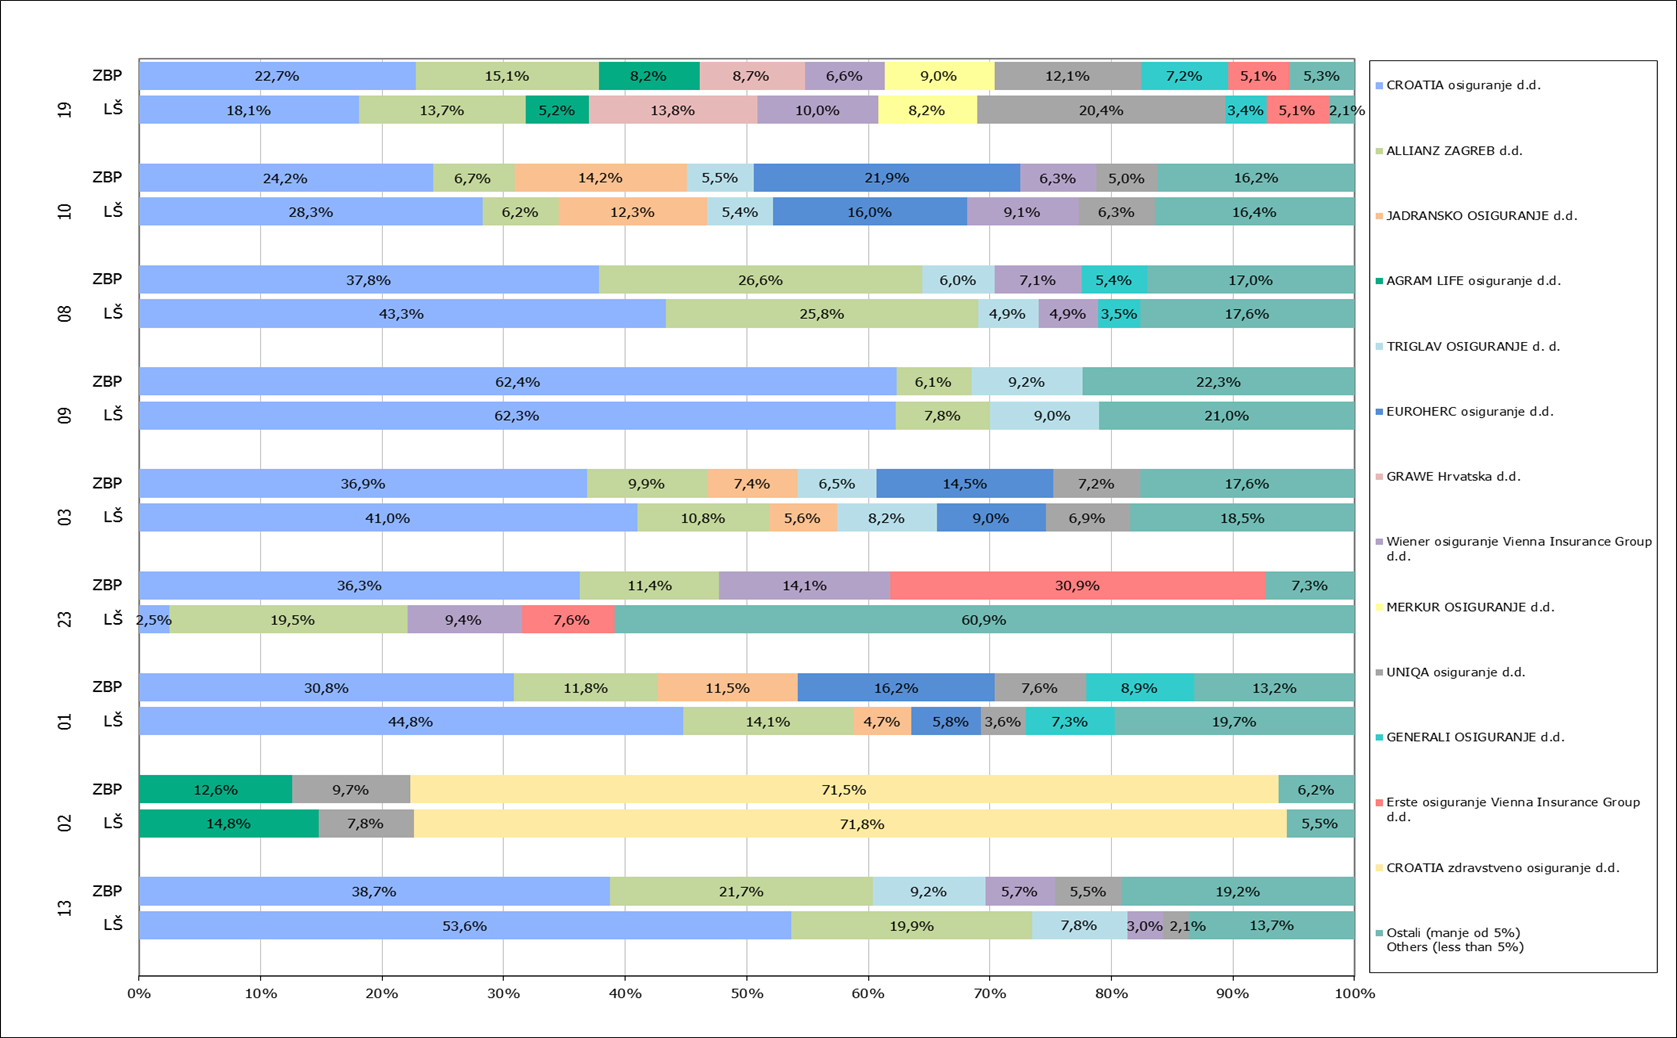 19
ZBP 22,7% 15,1% 8,2% 8,7% 6,6% 9,0% 12,1% 7,2% 5,1% 5,3%
LŠ 18,1% 13,7% 5,2% 13,8% 10,0% 8,2% 20,4% 3,4% 5,1% 2,1%
10
ZBP 24,2% 6,7% 14,2% 5,5% 21,9% 6,3% 5,0% 16,2%
LŠ 28,3% 6,2% 12,3% 5,4% 16,0% 9,1% 6,3% 16,4%
08
ZBP 37,8% 26,6% 6,0% 7,1% 5,4% 17,0%
LŠ 43,3% 25,8% 4,9% 4,9% 3,5% 17,6%
09
ZBP 62,4% 6,1% 9,2% 22,3%
LŠ 62,3% 7,8% 9,0% 21,0%
03
ZBP 36,9% 9,9% 7,4% 6,5% 14,5% 7,2% 17,6%
LŠ 41,0% 10,8% 5,6% 8,2% 9,0% 6,9% 18,5%
23
ZBP 36,3% 11,4% 14,1% 30,9% 7,3%
LŠ 2,5% 19,5% 9,4% 7,6% 60,9%
01
ZBP 30,8% 11,8% 11,5% 16,2% 7,6% 8,9% 13,2%
LŠ 44,8% 14,1% 4,7% 5,8% 3,6% 7,3% 19,7%
02
ZBP 12,6% 9,7% 71,5% 6,2%
LŠ 14,8% 7,8% 71,8% 5,5%
13
ZBP 38,7% 21,7% 9,2% 5,7% 5,5% 19,2%
LŠ 53,6% 19,9% 7,8% 3,0% 2,1% 13,7%
0% 10% 20% 30% 40% 50% 60% 70% 80% 90% 100%
CROATIA osiguranje d.d.
ALLIANZ ZAGREB d.d.
JADRANSKO OSIGURANJE d.d.
AGRAM LIFE osiguranje d.d.
TRIGLAV OSIGURANJE d. d.
EUROHERC osiguranje d.d.
GRAWE Hrvatska d.d.
Wiener osiguranje Vienna Insurance Group
d.d.
MERKUR OSIGURANJE d.d.
UNIQA osiguranje d.d.
GENERALI OSIGURANJE d.d.
Erste osiguranje Vienna Insurance Group
d.d.
CROATIA zdravstveno osiguranje d.d.
Ostali (manje od 5%)
Others (less than 5%)